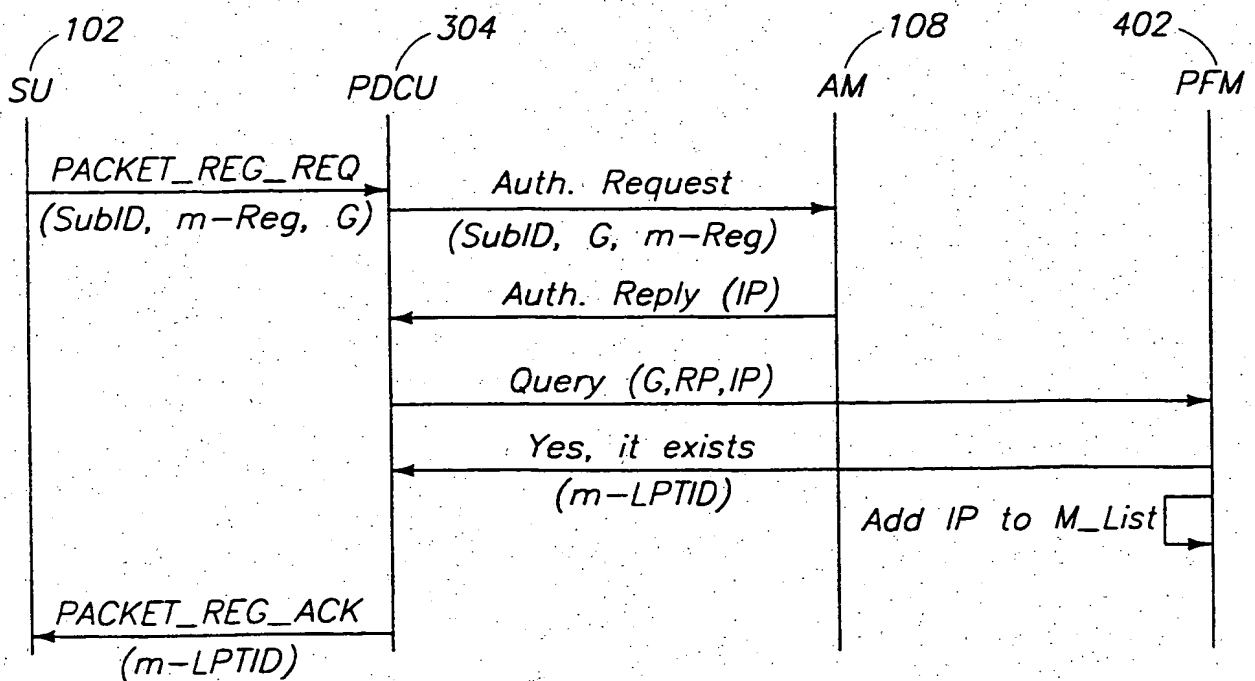 102 304 108 402
SU PDCU AM PFM
PACKET_REG_REQ
(SubID, m-Reg, G)
Auth. Request
(SubID, G, m-Reg)
Auth. Reply (IP)
Query (G,RP,IP)
Yes, it exists
(m-LPTID)
Add IP to M_List
PACKET_REG_ACK
(m-LPTID)